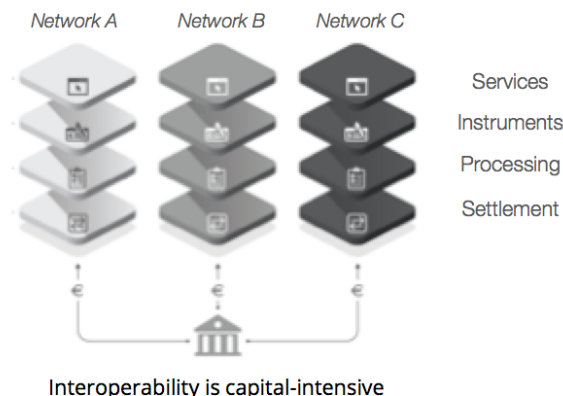 Network A Network B Network C
Services
Instruments
Processing
Settlement
€ € €
Interoperability is capital-intensive